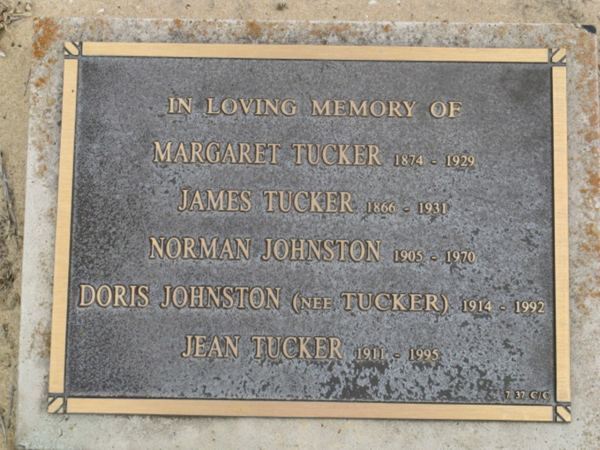 IN LOVING MEMORY OF
MARGARET TUCKER 1874 - 1929
JAMES TUCKER 1866 - 1931
NORMAN JOHNSTON 1905 - 1970
DORIS JOHNSTON (NEE TUCKER) 1914 - 1992
JEAN TUCKER 1911 - 1995
7 37 C/C